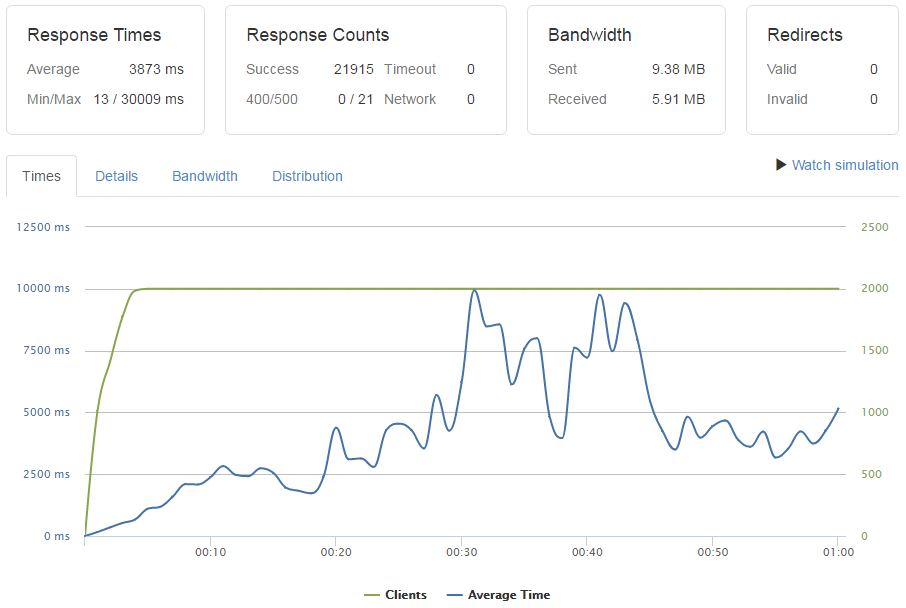 Response Times
Average 3873 ms
Min/Max 13 / 30009 ms
Response Counts
Success 21915 Timeout 0
400/500 0 / 21 Network 0
Bandwidth
Sent 9.38 MB
Received 5.91 MB
Redirects
Valid 0
Invalid 0
Times Details Bandwidth Distribution Watch simulation
12500 ms 2500
10000 ms 2000
7500 ms 1500
5000 ms 1000
2500 ms 500
0 ms 0
00:10 00:20 00:30 00:40 00:50 01:00
Clients Average Time